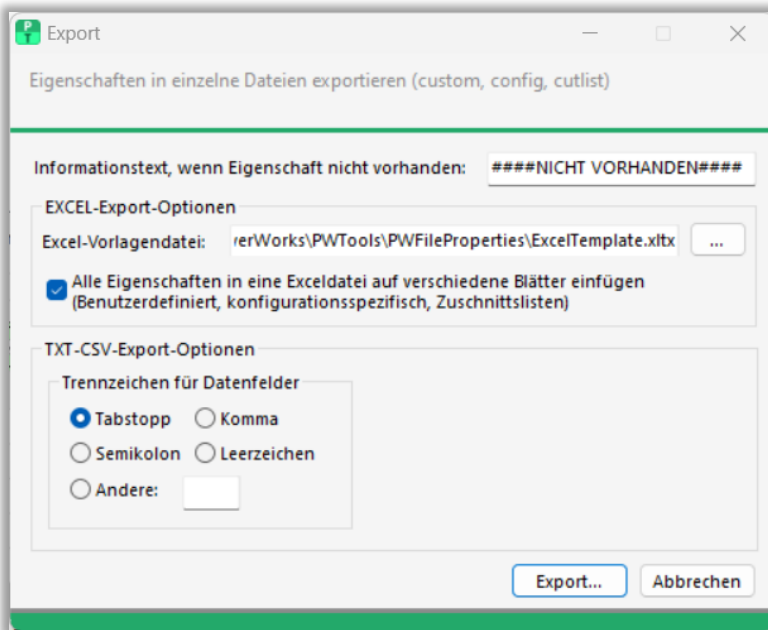 PT
Export
Eigenschaften in einzelne Dateien exportieren (custom, config, cutlist)
Informationstext, wenn Eigenschaft nicht vorhanden: ####NICHT VORHANDEN####
EXCEL-Export-Optionen
Excel-Vorlagendatei: verWorks\PWTools\PWFileProperties\ExcelTemplate.xltx ...
Alle Eigenschaften in eine Exceldatei auf verschiedene Blätter einfügen
(Benutzerdefiniert, konfigurationsspezifisch, Zuschnittslisten)
TXT-CSV-Export-Optionen
Trennzeichen für Datenfelder
Tabstopp Komma
Semikolon Leerzeichen
Andere:
Export... Abbrechen